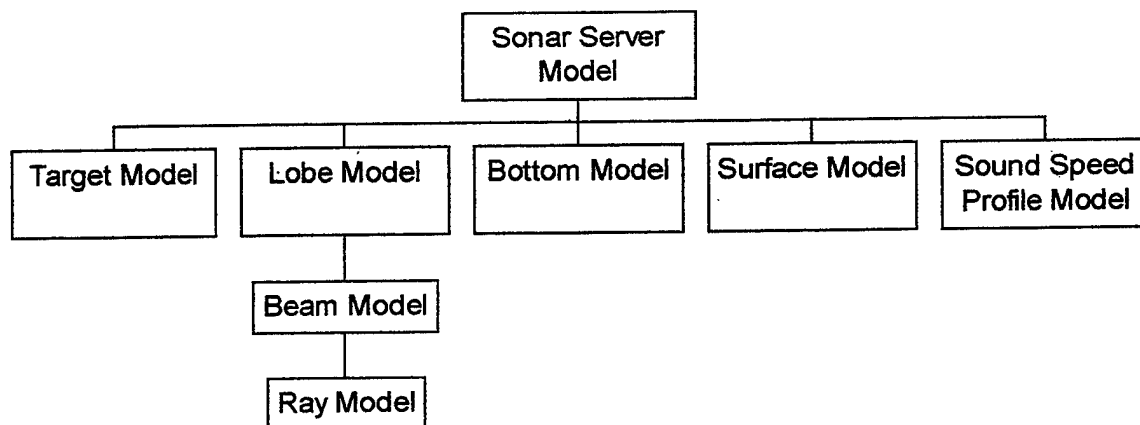 Sonar Server
Model
Target Model
Lobe Model
Bottom Model
Surface Model
Sound Speed
Profile Model
Beam Model
Ray Model